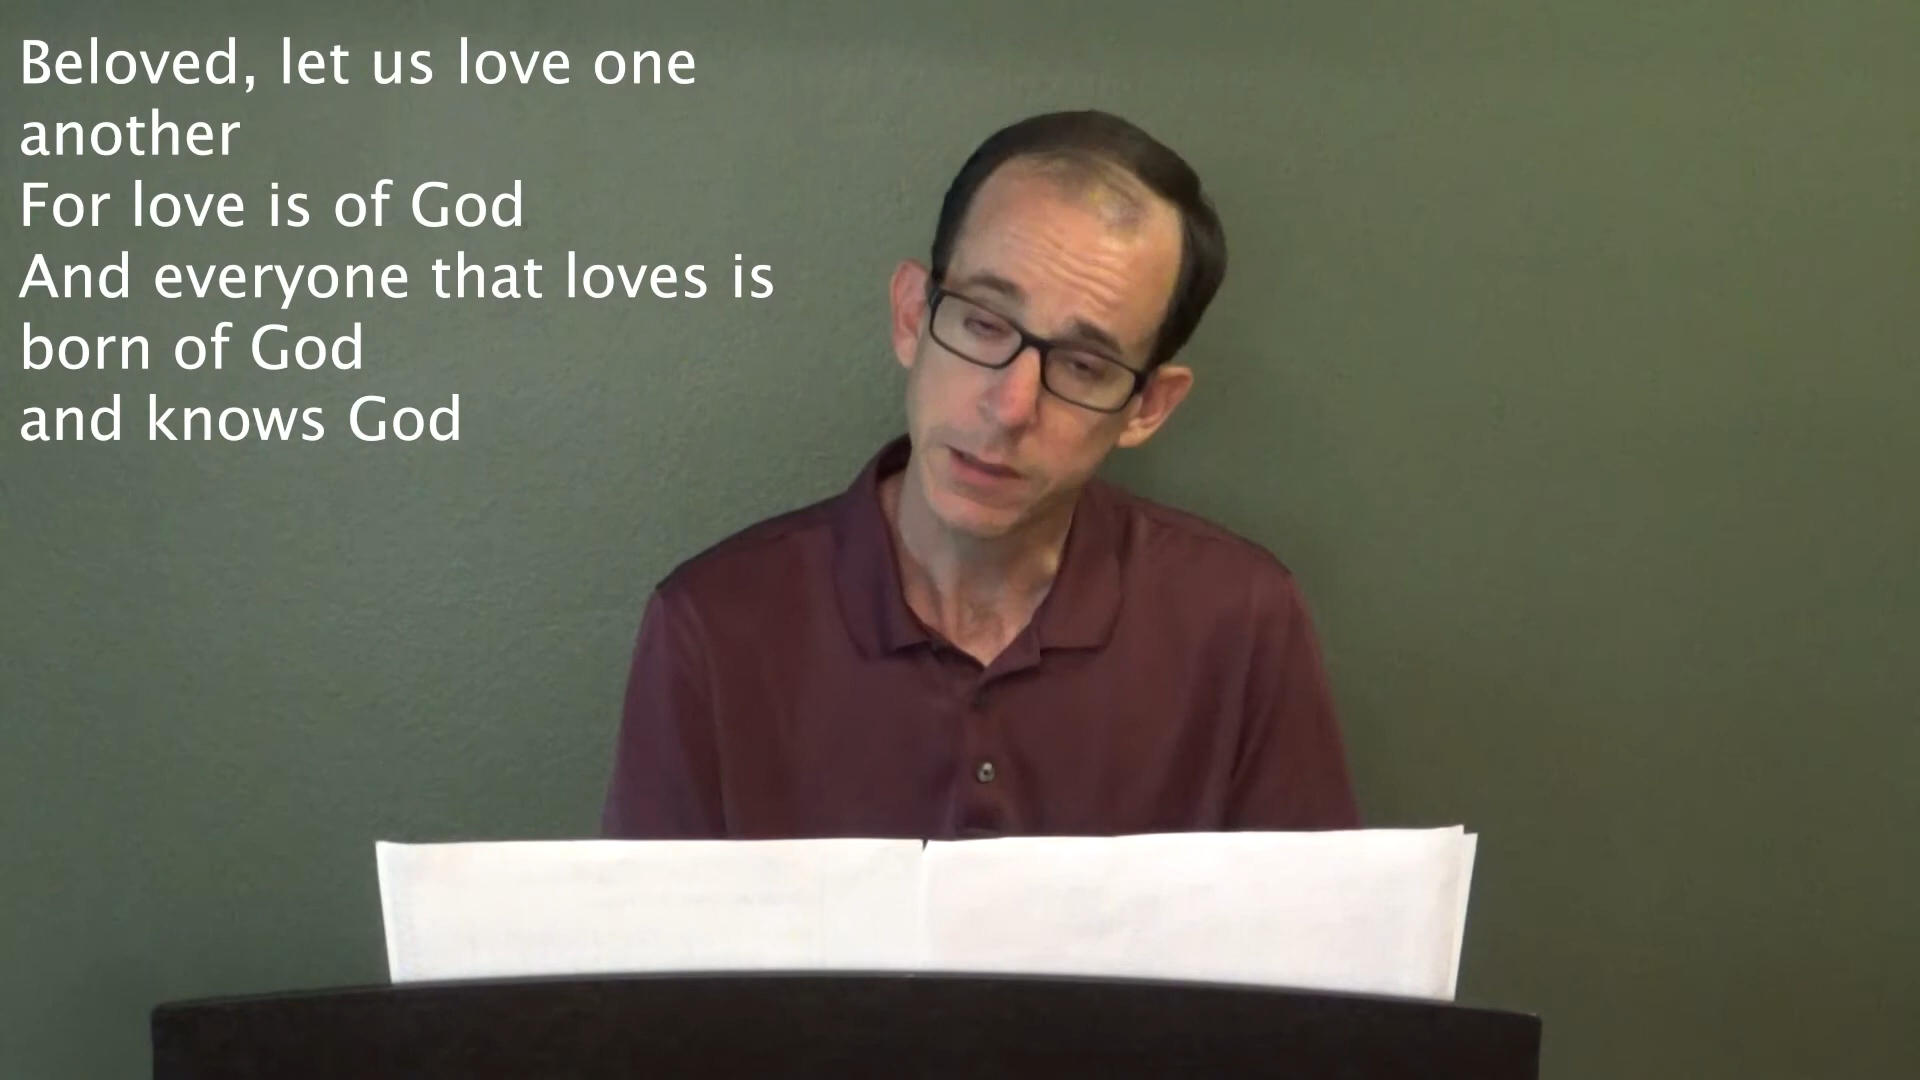 Beloved, let us love one
another
For love is of God
And everyone that loves is
born of God
and knows God